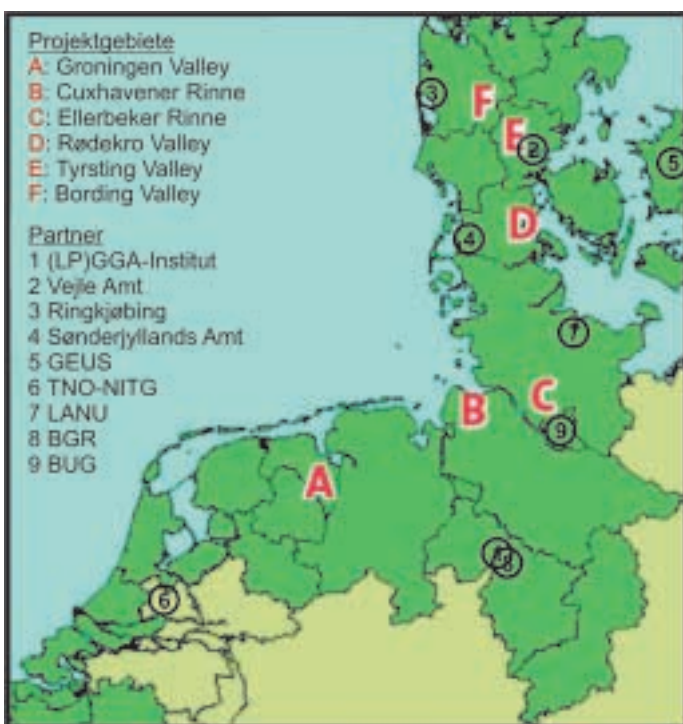 Projektgebiete
A: Groningen Valley
B: Cuxhavener Rinne
C: Ellerbeker Rinne
D: Rødekro Valley
E: Tyrsting Valley
F: Bording Valley
Partner
1 (LP)GGA-Institut
2 Vejle Amt
3 Ringkjøbing
4 Sønderjyllands Amt
5 GEUS
6 TNO-NITG
7 LANU
8 BGR
9 BUG
3
F
E
2
5
D
4
7
C
B
9
A
8
6